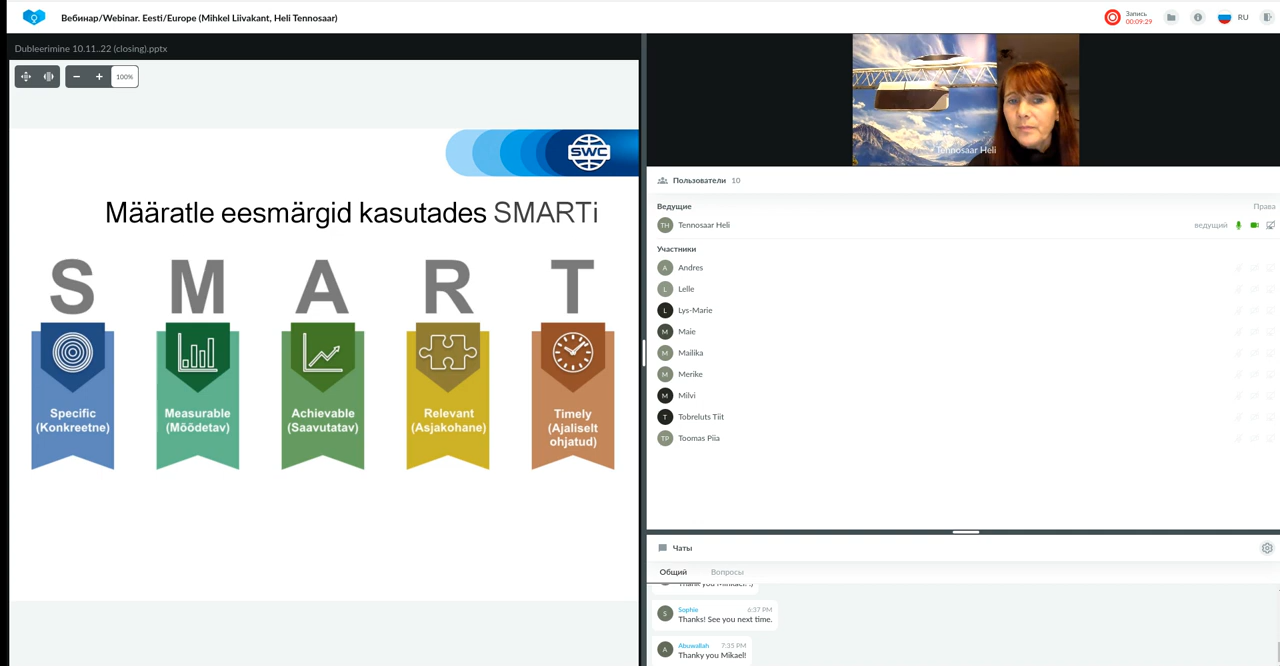 Вебинар/Webinar. Eesti/Europe (Mihkel Liivakant, Heli Tennosaar)
Запись
00:09:29
RU
Dubleerimine 10.11..22 (closing).pptx
100%
SWC
Määratle eesmärgid kasutades SMARTi
S M A R T
Specific
(Konkreetne)
Measurable
(Mõõdetav)
Achievable
(Saavutatav)
Relevant
(Asjakohane)
Timely
(Ajaliselt
ohjatud)
Tennosaar Heli
Пользователи 10
Ведущие Права
TH Tennosaar Heli ведущий
Участники
A Andres
L Lelle
L Lys-Marie
M Maie
M Mailika
M Merike
M Milvi
T Tobreluts Tiit
TP Toomas Piia
Чаты
Общий Вопросы
Thank you Mihkael! :)
S Sophie 6:37 PM
Thanks! See you next time.
A Abuwallah 7:35 PM
Thanky you Mikael!